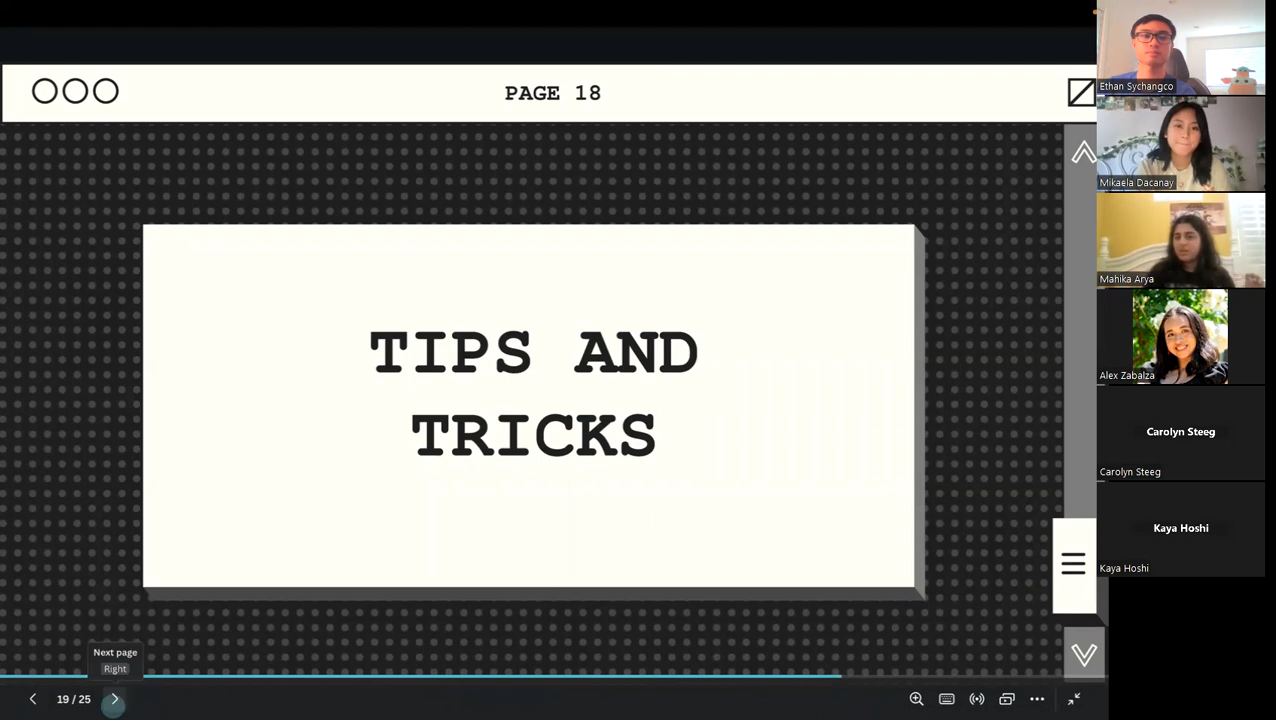 PAGE 18
TIPS AND
TRICKS
Next page
Right
19 / 25
Ethan Sychangco
Mikaela Dacanay
Mahika Arya
Alex Zabalza
Carolyn Steeg
Carolyn Steeg
Kaya Hoshi
Kaya Hoshi